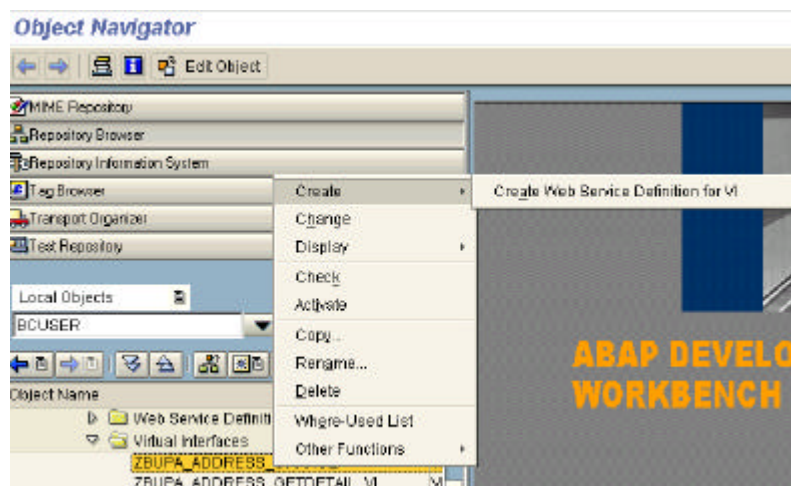 Object Navigator
Edit Object
MIME Repository
Repository Browser
Repository Information System
Tag Browser
Transport Organizer
Test Repository
Create
Create Web Service Definition for VI
Change
Display
Check
Activate
Copy...
Rename...
Delete
Where-Used List
Other Functions
Local Objects
BCUSER
Object Name
Web Service Definiti
Virtual Interfaces
ZBUPA_ADDRESS_
ZBUPA_ADDRESS_GETDETAIL_VI
ABAP DEVELO
WORKBENCH